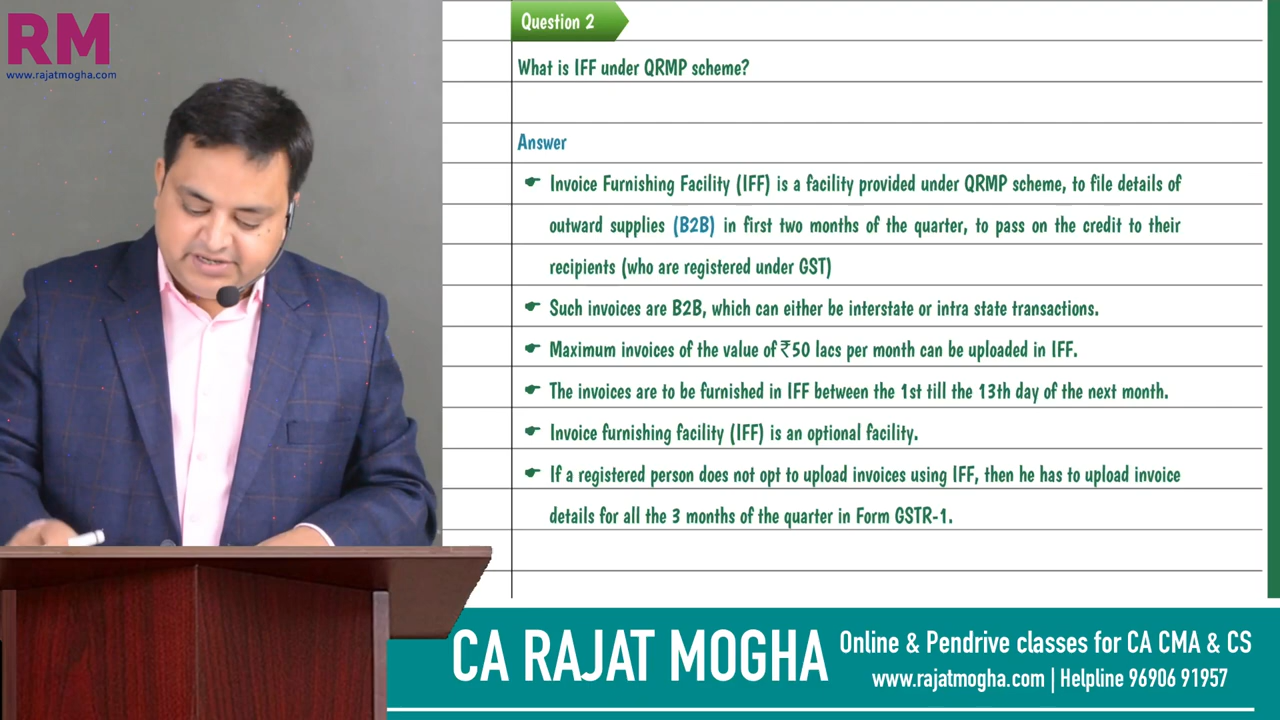 RM
www.rajatmogha.com
Question 2
What is IFF under QRMP scheme?
Answer
☛ Invoice Furnishing Facility (IFF) is a facility provided under QRMP scheme, to file details of
outward supplies (B2B) in first two months of the quarter, to pass on the credit to their
recipients (who are registered under GST)
☛ Such invoices are B2B, which can either be interstate or intra state transactions.
☛ Maximum invoices of the value of ₹50 lacs per month can be uploaded in IFF.
☛ The invoices are to be furnished in IFF between the 1st till the 13th day of the next month.
☛ Invoice furnishing facility (IFF) is an optional facility.
☛ If a registered person does not opt to upload invoices using IFF, then he has to upload invoice
details for all the 3 months of the quarter in Form GSTR-1.
CA RAJAT MOGHA
Online & Pendrive classes for CA CMA & CS
www.rajatmogha.com | Helpline 96906 91957